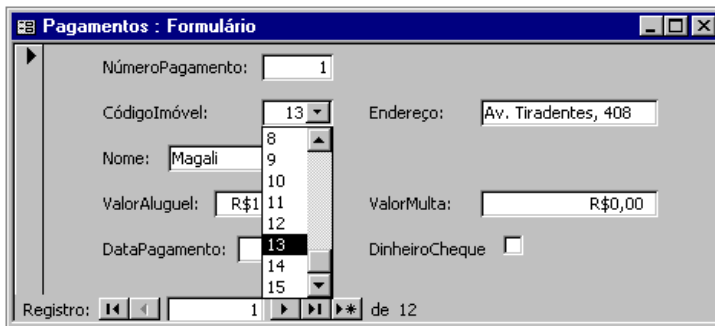 Pagamentos : Formulário
NúmeroPagamento: 1
CódigoImóvel: 13 Endereço: Av. Tiradentes, 408
8
Nome: Magali 9
10
ValorAluguel: R$1 11 ValorMulta: R$0,00
12
DataPagamento: 13 DinheiroCheque
14
15
Registro: 1 de 12